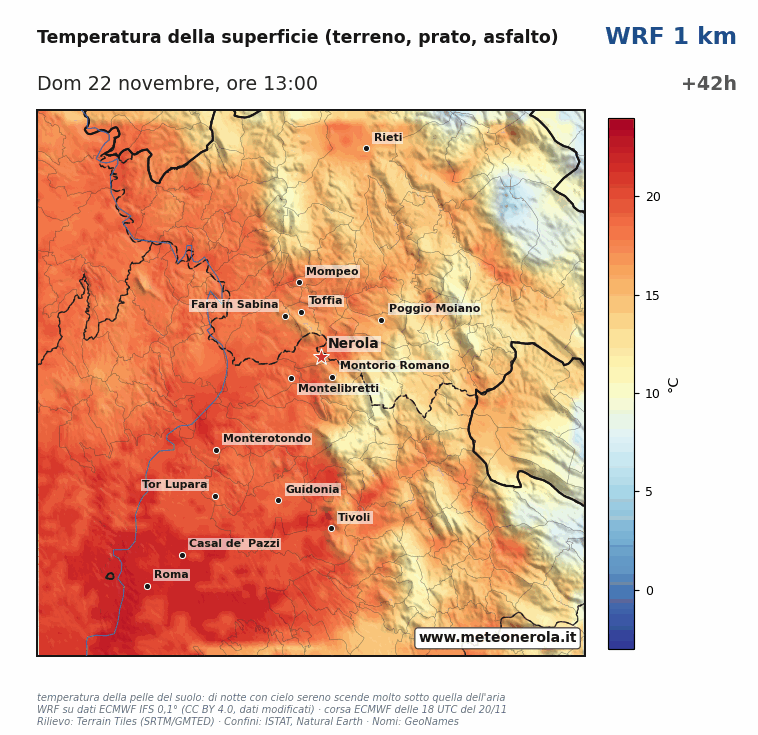 Temperatura della superficie (terreno, prato, asfalto)
WRF 1 km
Dom 22 novembre, ore 13:00
+42h
Rieti
Mompeo
Toffia
Fara in Sabina
Poggio Moiano
Nerola
Montorio Romano
Montelibretti
Monterotondo
Tor Lupara
Guidonia
Tivoli
Casal de' Pazzi
Roma
www.meteonerola.it
20
15
10
5
0
°C
temperatura della pelle del suolo: di notte con cielo sereno scende molto sotto quella dell'aria
WRF su dati ECMWF IFS 0,1° (CC BY 4.0, dati modificati) · corsa ECMWF delle 18 UTC del 20/11
Rilievo: Terrain Tiles (SRTM/GMTED) · Confini: ISTAT, Natural Earth · Nomi: GeoNames